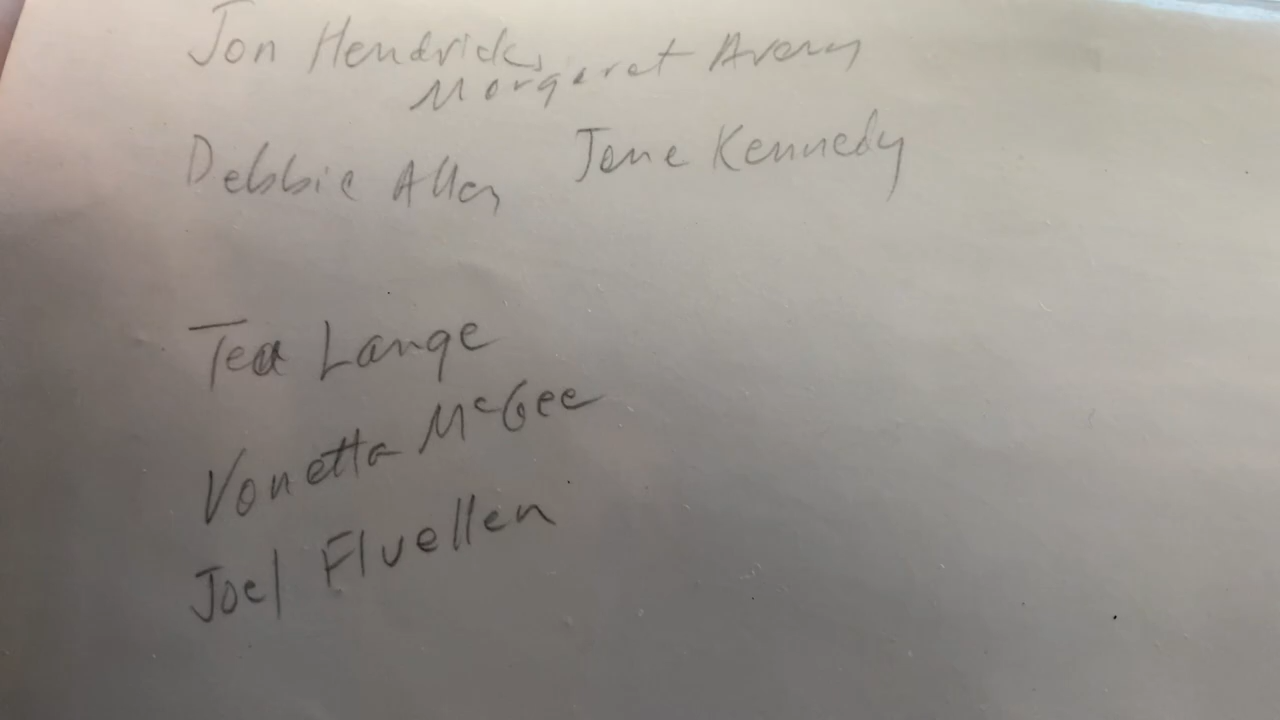 Jon Hendricks
Margaret Avery
Debbie Allen Jane Kennedy
Tea Lange
Vonetta McGee
Joel Fluellen